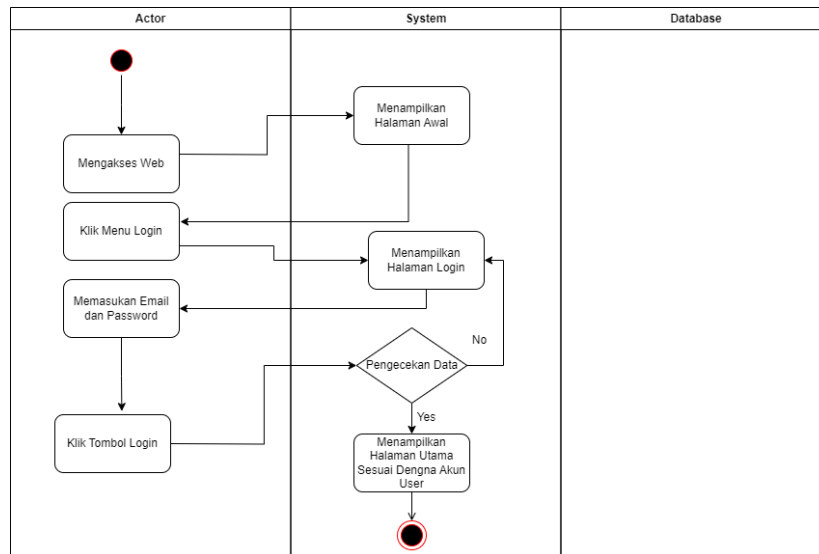 Actor
System
Database
Menampilkan
Halaman Awal
Mengakses Web
Klik Menu Login
Menampilkan
Halaman Login
Memasukan Email
dan Password
No
Pengecekan Data
Yes
Klik Tombol Login
Menampilkan
Halaman Utama
Sesuai Dengna Akun
User